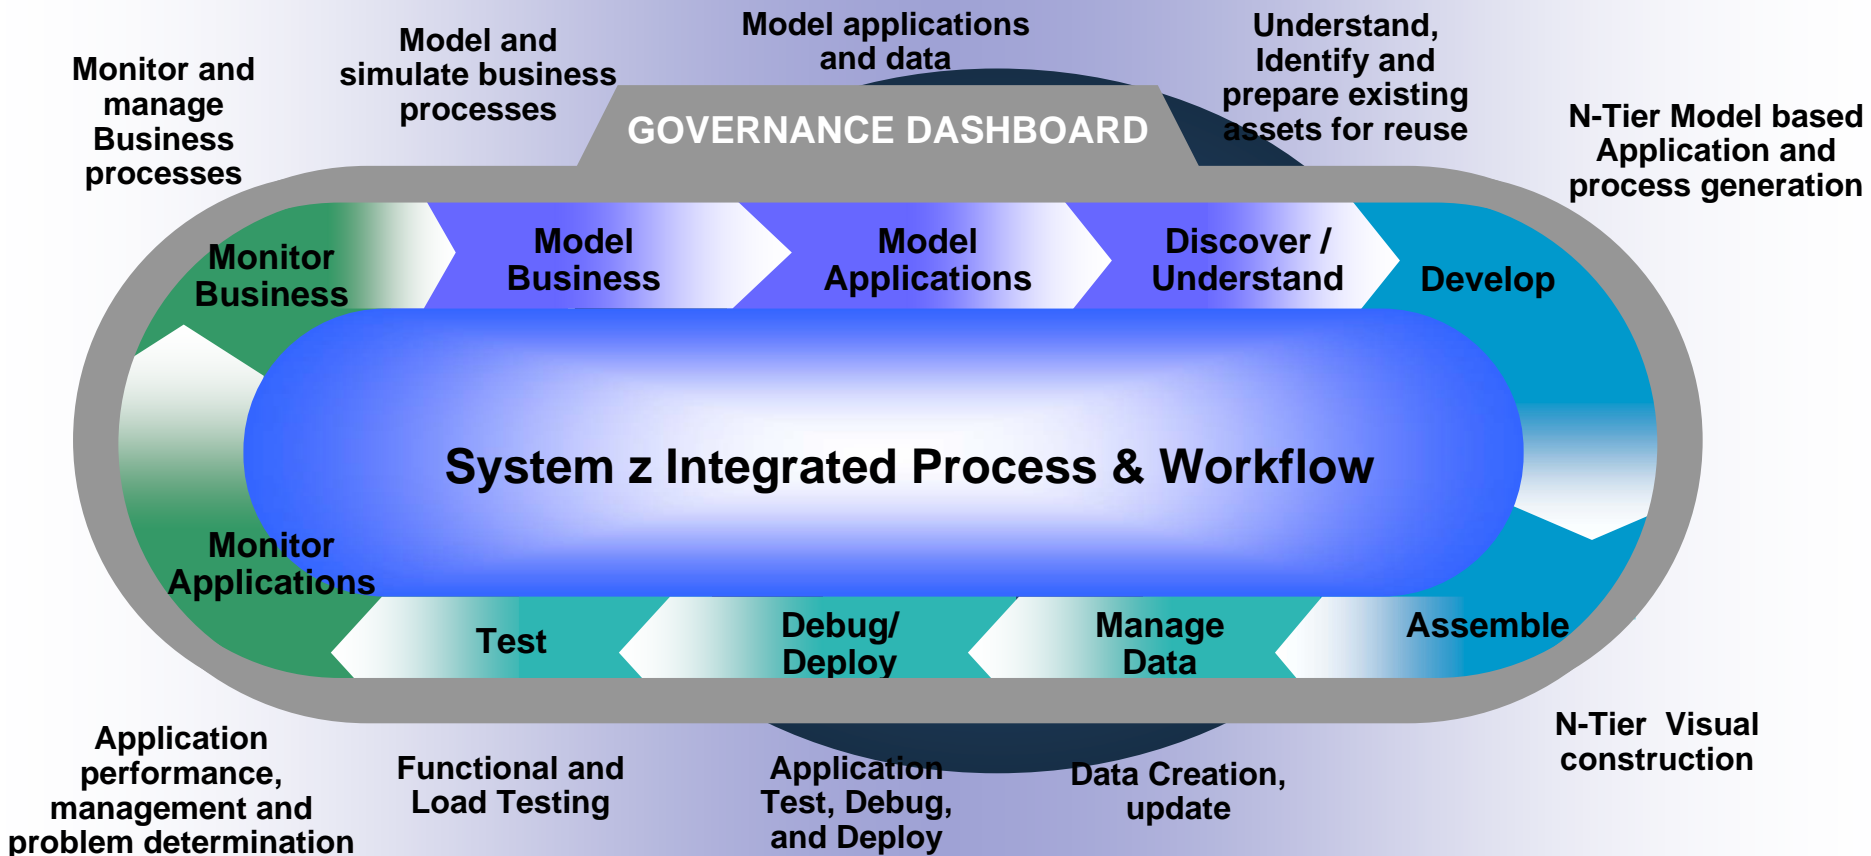 Monitor and
manage
Business
processes
Model and
simulate business
processes
Model applications
and data
Understand,
Identify and
prepare existing
assets for reuse
N-Tier Model based
Application and
process generation
GOVERNANCE DASHBOARD
Monitor
Business
Model
Business
Model
Applications
Discover /
Understand
Develop
System z Integrated Process & Workflow
Monitor
Applications
Test
Debug/
Deploy
Manage
Data
Assemble
Application
performance,
management and
problem determination
Functional and
Load Testing
Application
Test, Debug,
and Deploy
Data Creation,
update
N-Tier  Visual
construction